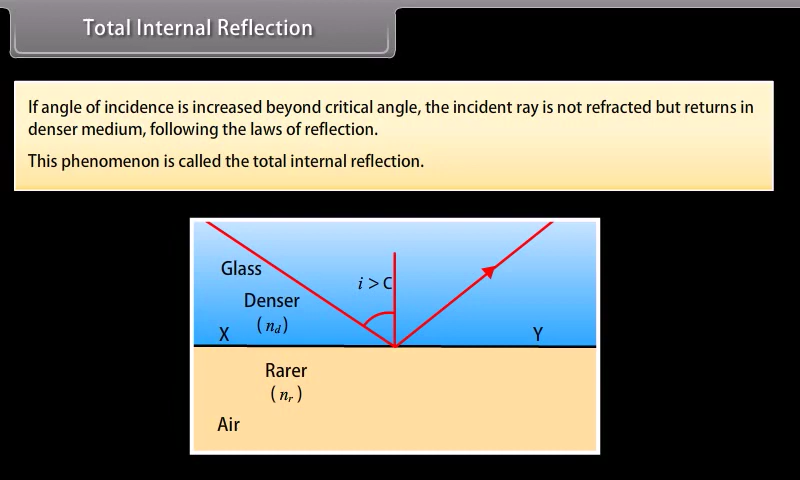 Total Internal Reflection
If angle of incidence is increased beyond critical angle, the incident ray is not refracted but returns in
denser medium, following the laws of reflection.
This phenomenon is called the total internal reflection.
Glass
i > C
Denser
(n_d)
X
Y
Rarer
(n_r)
Air